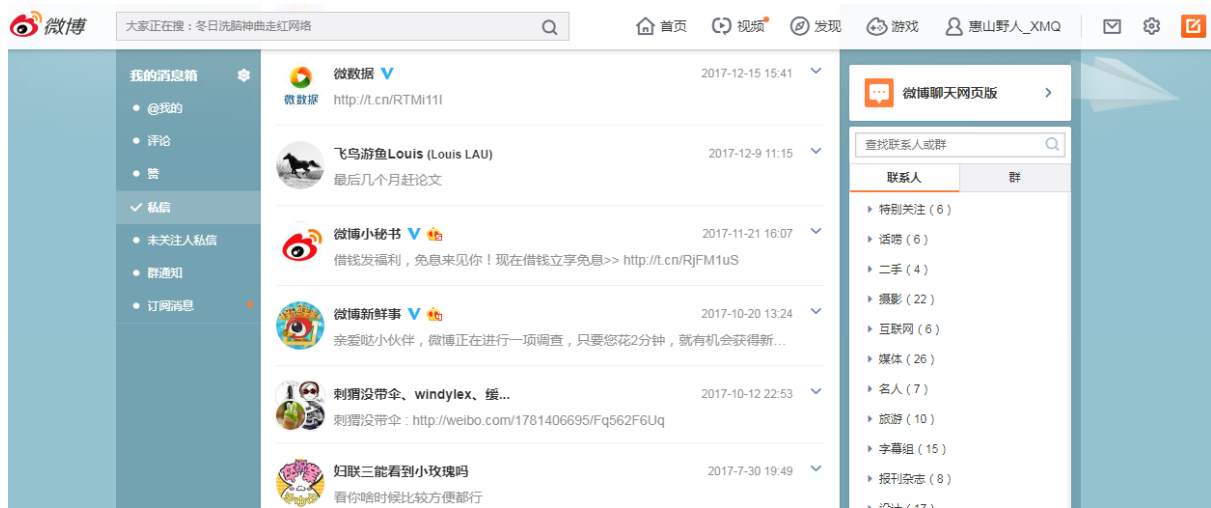 微博
大家正在搜：冬日洗脑神曲走红网络
首页
视频
发现
游戏
惠山野人_XMQ
我的消息箱
@我的
评论
赞
私信
未关注人私信
群通知
订阅消息
微数据
微数据
2017-12-15 15:41
http://t.cn/RTMi11I
飞鸟游鱼Louis (Louis LAU)
2017-12-9 11:15
最后几个月赶论文
微博小秘书
2017-11-21 16:07
借钱发福利，免息来见你！现在借钱立享免息>> http://t.cn/RjFM1uS
微博新鲜事
2017-10-20 13:24
亲爱哒小伙伴，微博正在进行一项调查，只要您花2分钟，就有机会获得新...
刺猬没带伞、windylex、缓...
2017-10-12 22:53
刺猬没带伞 : http://weibo.com/1781406695/Fq562F6Uq
妇联三能看到小玫瑰吗
2017-7-30 19:49
看你啥时候比较方便都行
微博聊天网页版
查找联系人或群
联系人
群
特别关注 ( 6 )
话唠 ( 6 )
二手 ( 4 )
摄影 ( 22 )
互联网 ( 6 )
媒体 ( 26 )
名人 ( 7 )
旅游 ( 10 )
字幕组 ( 15 )
报刊杂志 ( 8 )
设计 ( 17 )